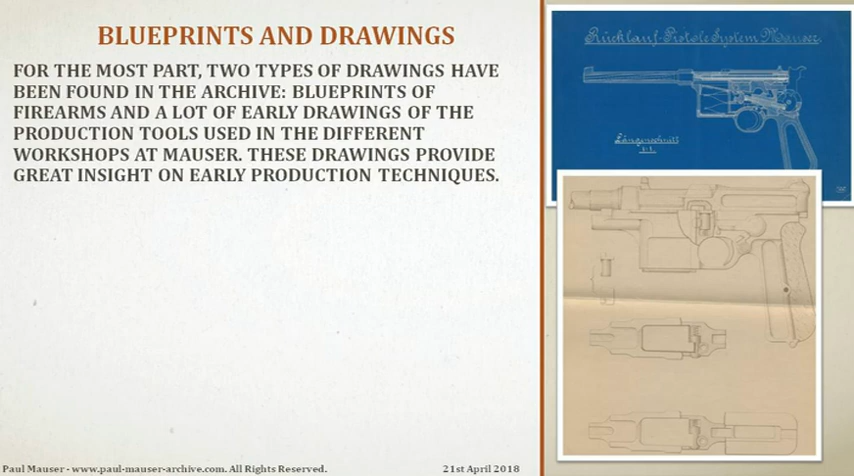 BLUEPRINTS AND DRAWINGS
FOR THE MOST PART, TWO TYPES OF DRAWINGS HAVE
BEEN FOUND IN THE ARCHIVE: BLUEPRINTS OF
FIREARMS AND A LOT OF EARLY DRAWINGS OF THE
PRODUCTION TOOLS USED IN THE DIFFERENT
WORKSHOPS AT MAUSER. THESE DRAWINGS PROVIDE
GREAT INSIGHT ON EARLY PRODUCTION TECHNIQUES.
Rücklauf-Pistole System Mauser.
Längenschnitt
1:1.
Paul Mauser - www.paul-mauser-archive.com. All Rights Reserved.
21st April 2018